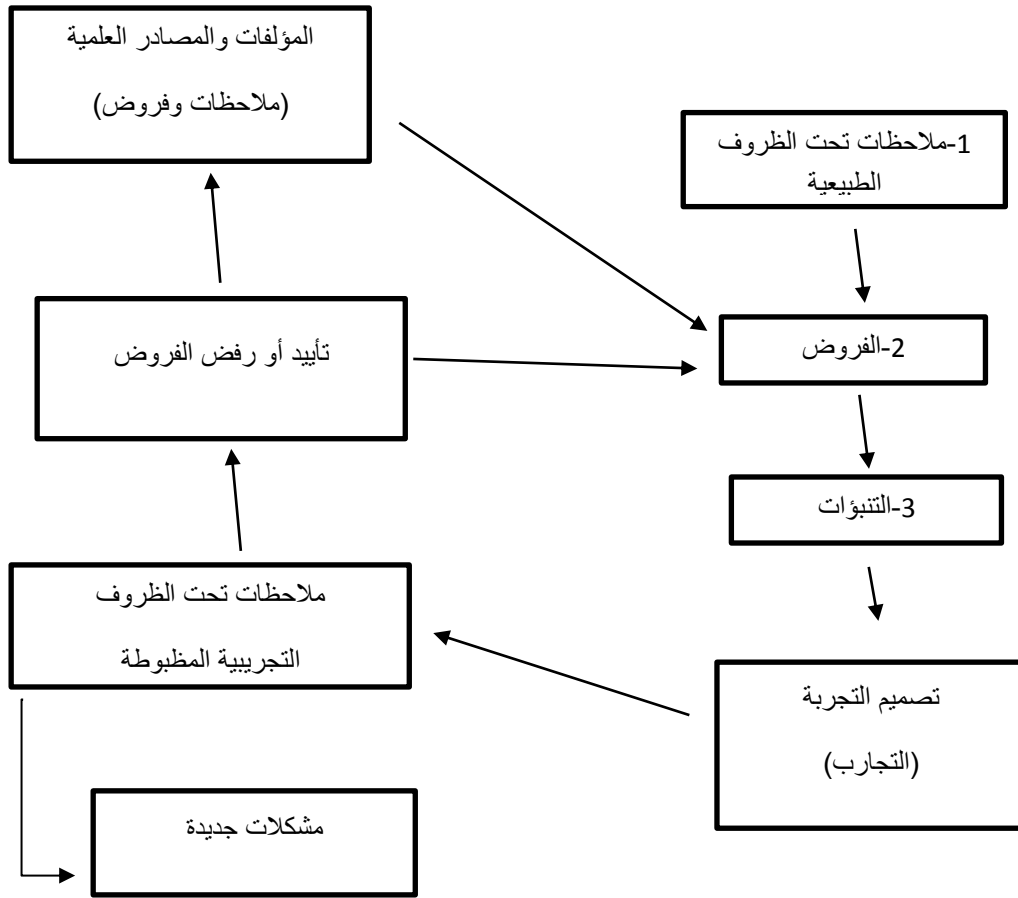 المؤلفات والمصادر العلمية
(ملاحظات وفروض)
1-ملاحظات تحت الظروف
الطبيعية
2-الفروض
تأييد أو رفض الفروض
3-التنبؤات
ملاحظات تحت الظروف
التجريبية المظبوطة
تصميم التجربة
(التجارب)
مشكلات جديدة